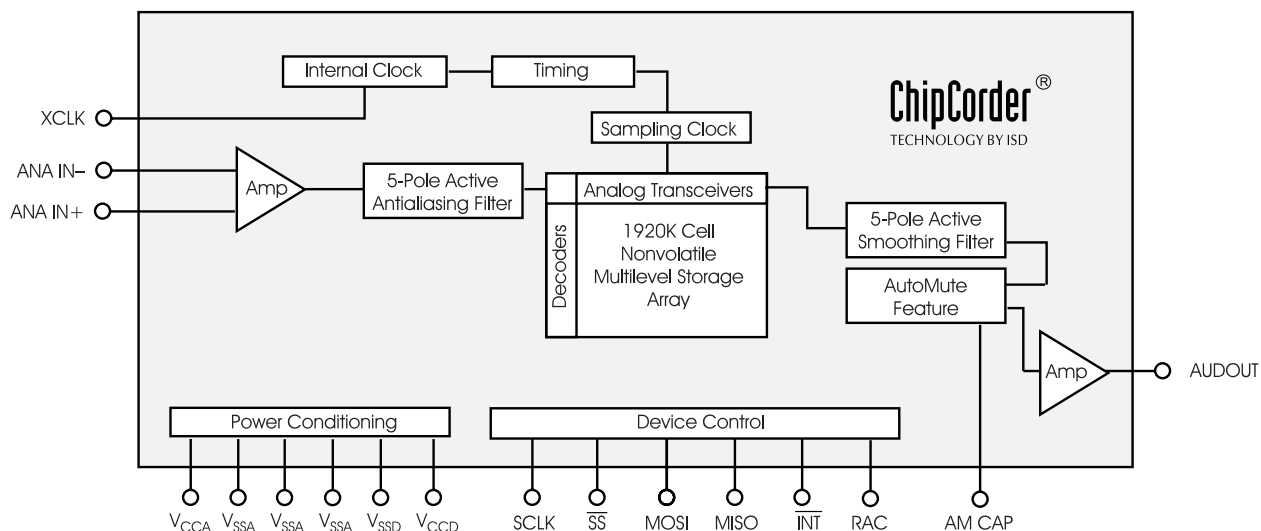 Internal Clock
Timing
ChipCorder®
TECHNOLOGY BY ISD
XCLK
Sampling Clock
ANA IN–
Amp
5-Pole Active
Antialiasing Filter
ANA IN+
Analog Transceivers
Decoders
1920K Cell
Nonvolatile
Multilevel Storage
Array
5-Pole Active
Smoothing Filter
AutoMute
Feature
Amp
AUDOUT
Power Conditioning
Device Control
VCCA
VSSA
VSSA
VSSA
VSSD
VCCD
SCLK
S̅S̅
MOSI
MISO
I̅N̅T̅
RAC
AM CAP